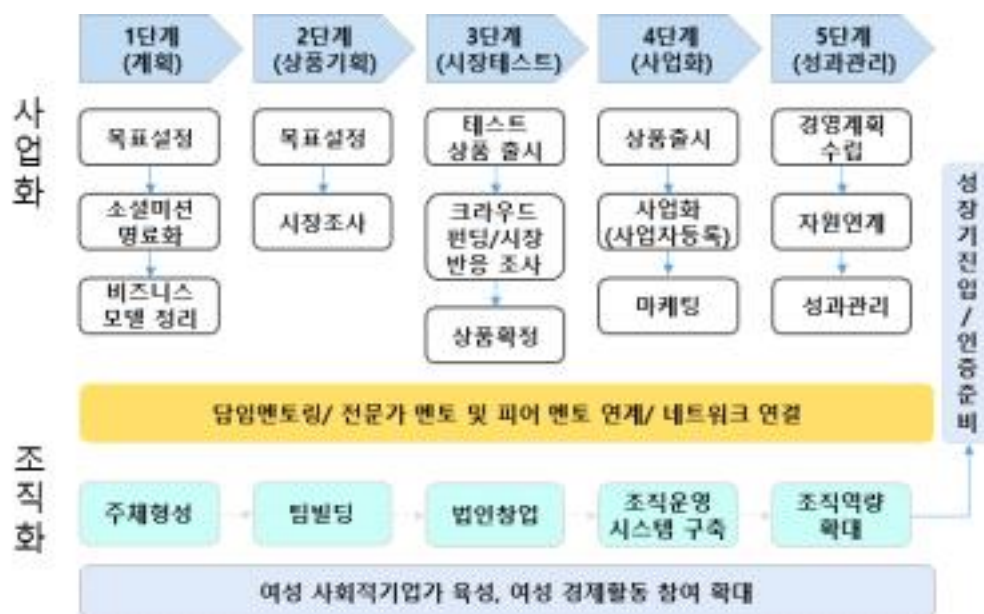 1단계
(계획)
2단계
(상품기획)
3단계
(시장테스트)
4단계
(사업화)
5단계
(성과관리)
사업화
목표설정
소셜미션
명료화
비즈니스
모델 정리
목표설정
시장조사
테스트
상품 출시
크라우드
펀딩/시장
반응 조사
상품확정
상품출시
사업화
(사업자등록)
마케팅
경영계획
수립
자원연계
성과관리
성장기진입/인증준비
담임멘토링/ 전문가 멘토 및 피어 멘토 연계/ 네트워크 연결
조직화
주체형성
팀빌딩
법인창업
조직운영
시스템 구축
조직역량
확대
여성 사회적기업가 육성, 여성 경제활동 참여 확대